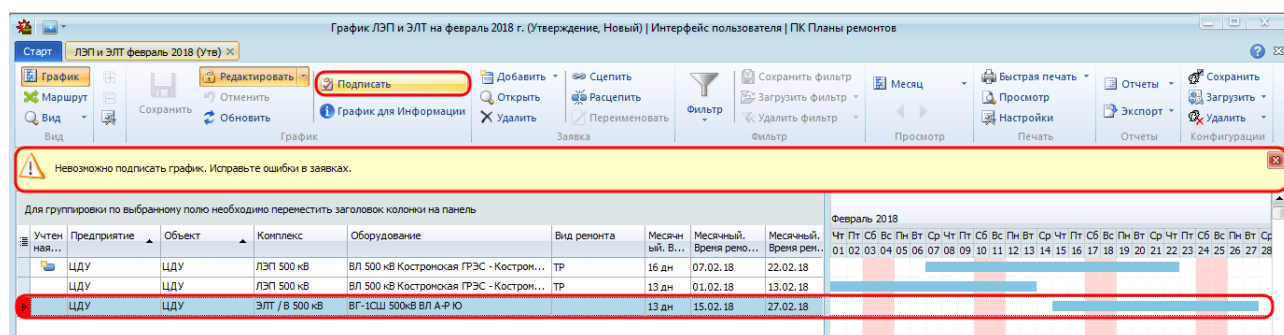 График ЛЭП и ЭЛТ на февраль 2018 г. (Утверждение, Новый) | Интерфейс пользователя | ПК Планы ремонтов
Старт ЛЭП и ЭЛТ февраль 2018 (Утв)
График Редактировать Подписать Добавить Сцепить Сохранить фильтр Месяц Быстрая печать Отчеты Сохранить
Маршрут Сохранить Отменить Открыть Расцепить Фильтр Загрузить фильтр Просмотр Экспорт Загрузить
Вид Обновить График для Информации Удалить Переименовать Удалить фильтр Настройки Удалить
Вид График Заявка Фильтр Просмотр Печать Отчеты Конфигурации
Невозможно подписать график. Исправьте ошибки в заявках.
Для группировки по выбранному полю необходимо переместить заголовок колонки на панель
Февраль 2018
Учтен ная... Предприятие Объект Комплекс Оборудование Вид ремонта Месячн ый. В... Месячный. Время ремо... Месячный. Время рем...
Чт Пт Сб Вс Пн Вт Ср Чт Пт Сб Вс Пн Вт Ср Чт Пт Сб Вс Пн Вт Ср Чт Пт Сб Вс Пн Вт Ср
01 02 03 04 05 06 07 08 09 10 11 12 13 14 15 16 17 18 19 20 21 22 23 24 25 26 27 28
ЦДУ ЦДУ ЛЭП 500 кВ ВЛ 500 кВ Костромская ГРЭС - Костром... ТР 16 дн 07.02.18 22.02.18
ЦДУ ЦДУ ЛЭП 500 кВ ВЛ 500 кВ Костромская ГРЭС - Костром... ТР 13 дн 01.02.18 13.02.18
ЦДУ ЦДУ ЭЛТ / В 500 кВ ВГ-1СШ 500кВ ВЛ А-Р Ю 13 дн 15.02.18 27.02.18